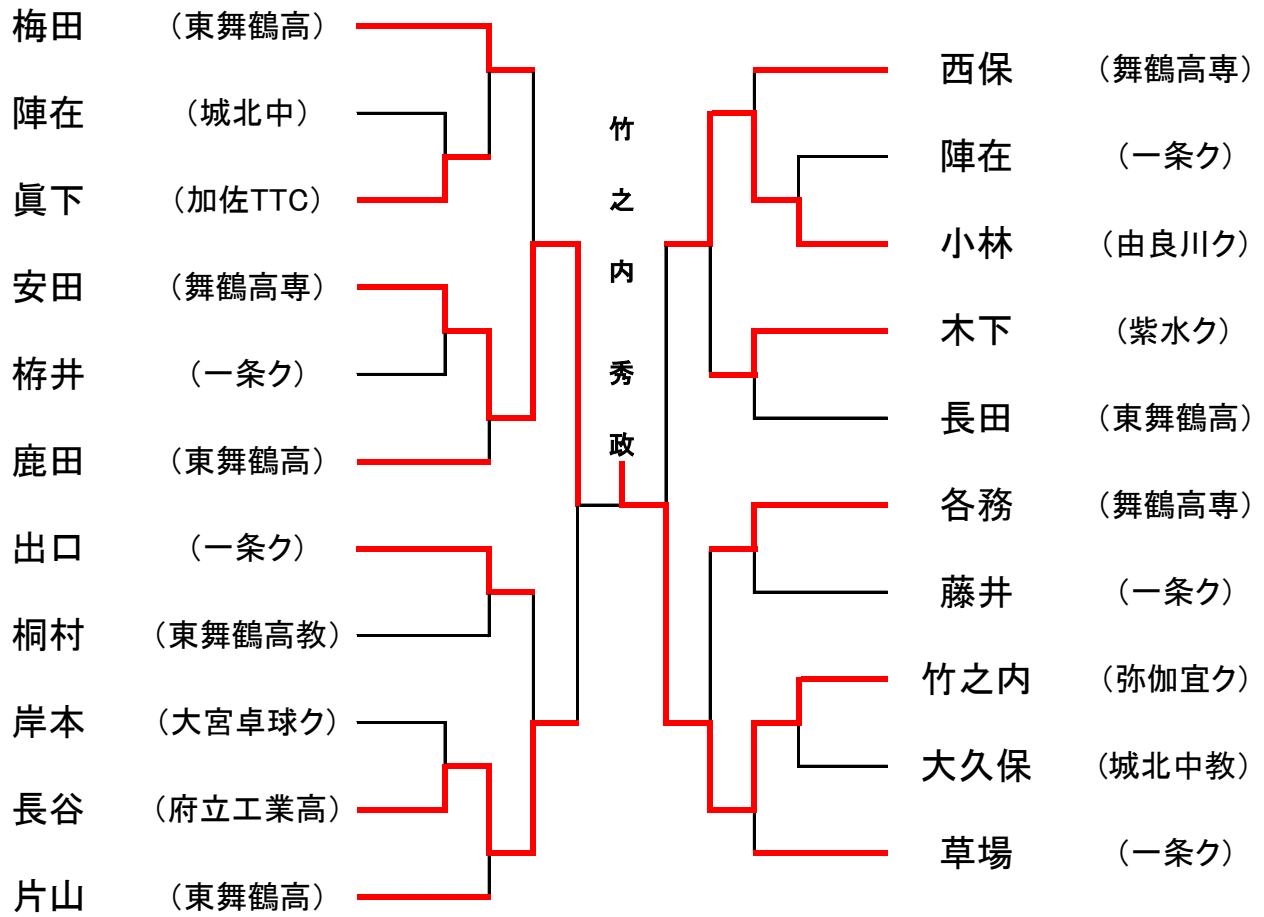 梅田 （東舞鶴高）
陣在 （城北中）
眞下 （加佐TTC）
安田 （舞鶴高専）
栫井 （一条ク）
鹿田 （東舞鶴高）
出口 （一条ク）
桐村 （東舞鶴高教）
岸本 （大宮卓球ク）
長谷 （府立工業高）
片山 （東舞鶴高）
竹之内 秀政
西保 （舞鶴高専）
陣在 （一条ク）
小林 （由良川ク）
木下 （紫水ク）
長田 （東舞鶴高）
各務 （舞鶴高専）
藤井 （一条ク）
竹之内 （弥伽宜ク）
大久保 （城北中教）
草場 （一条ク）